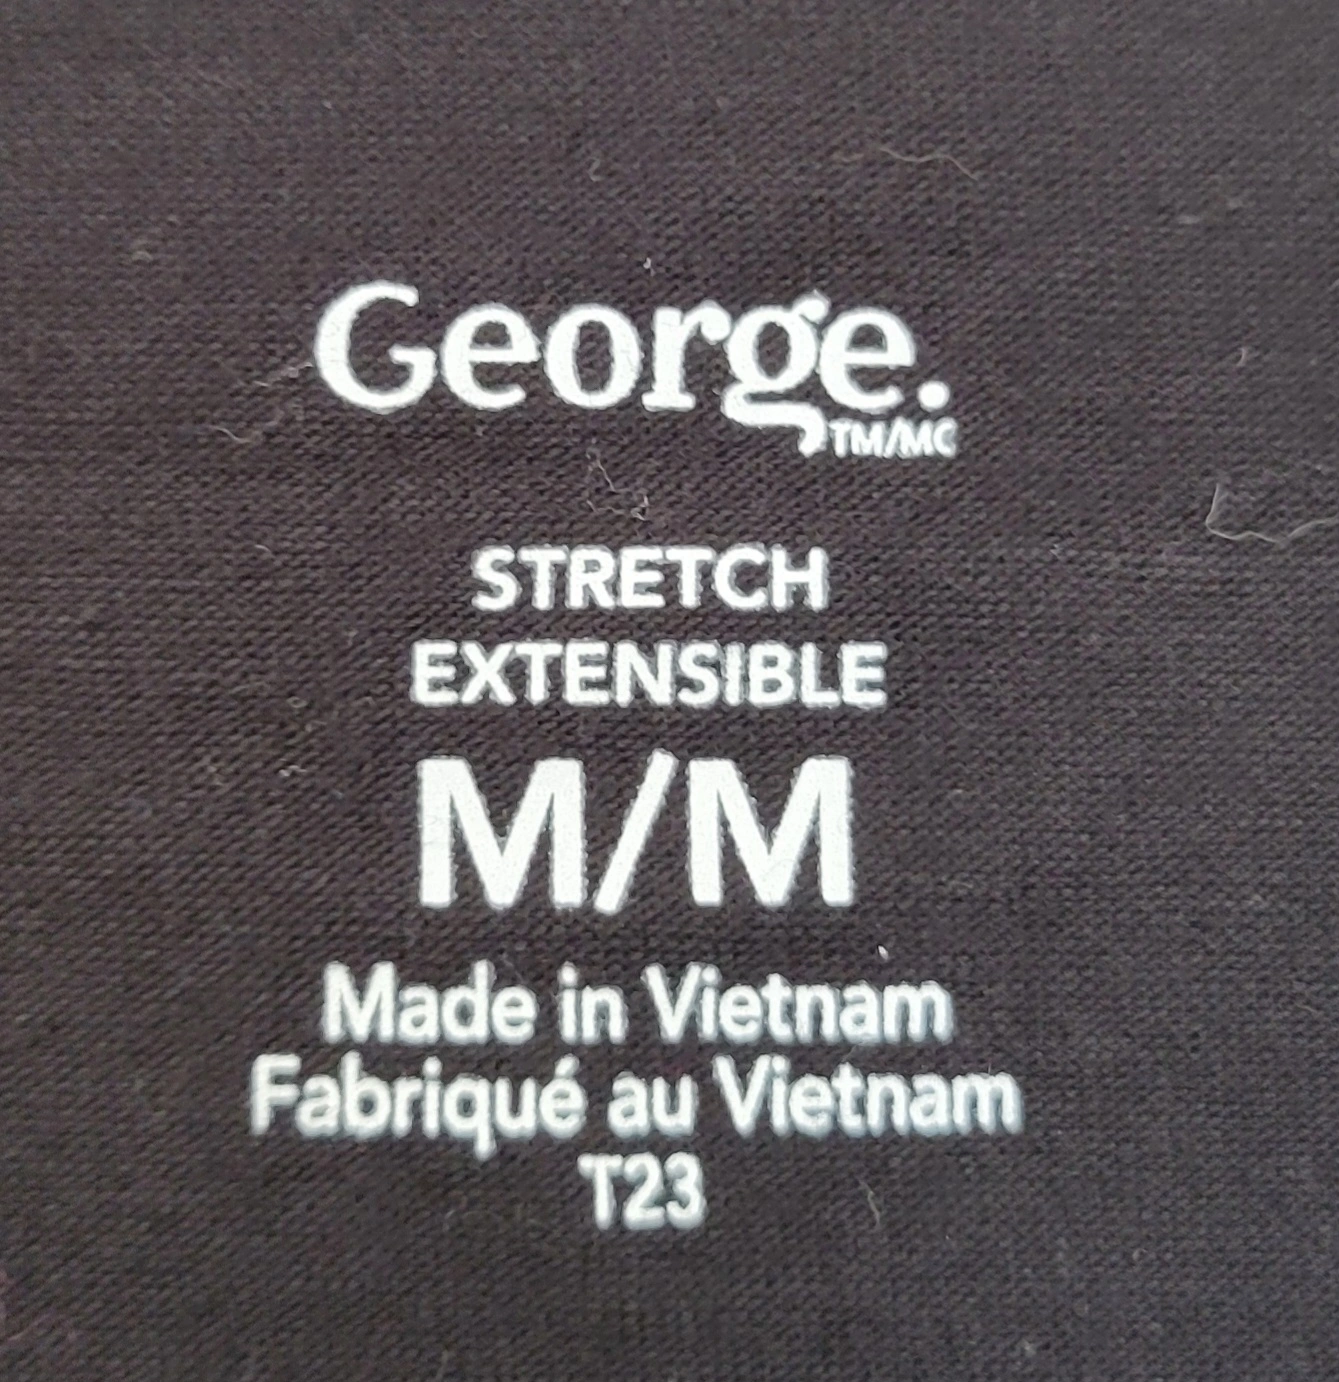 George.
TM/MC
STRETCH
EXTENSIBLE
M/M
Made in Vietnam
Fabriqué au Vietnam
T23